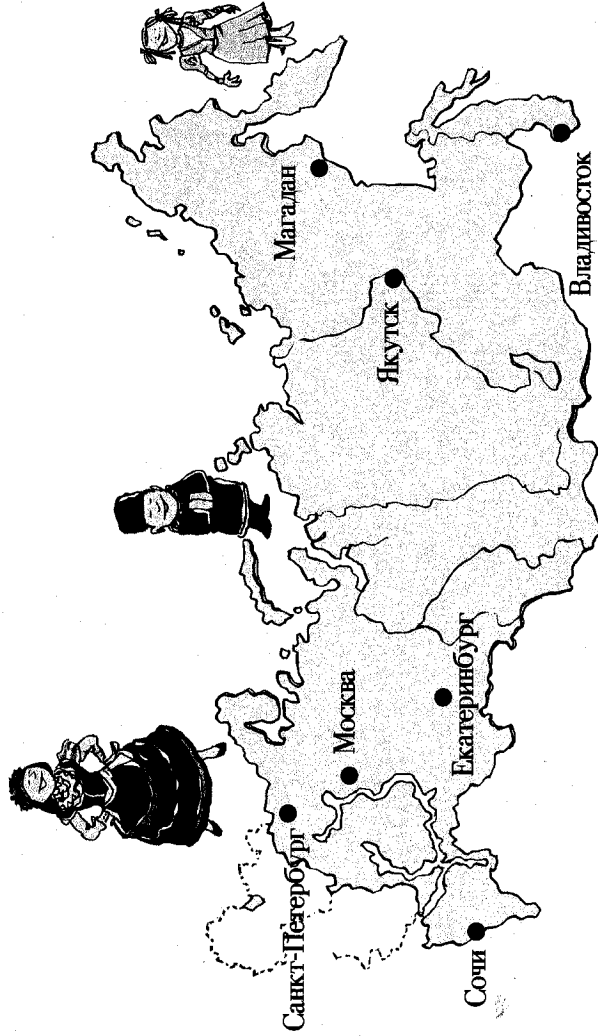 Санкт-Петербург
Москва
Екатеринбург
Сочи
Магадан
Якутск
Владивосток